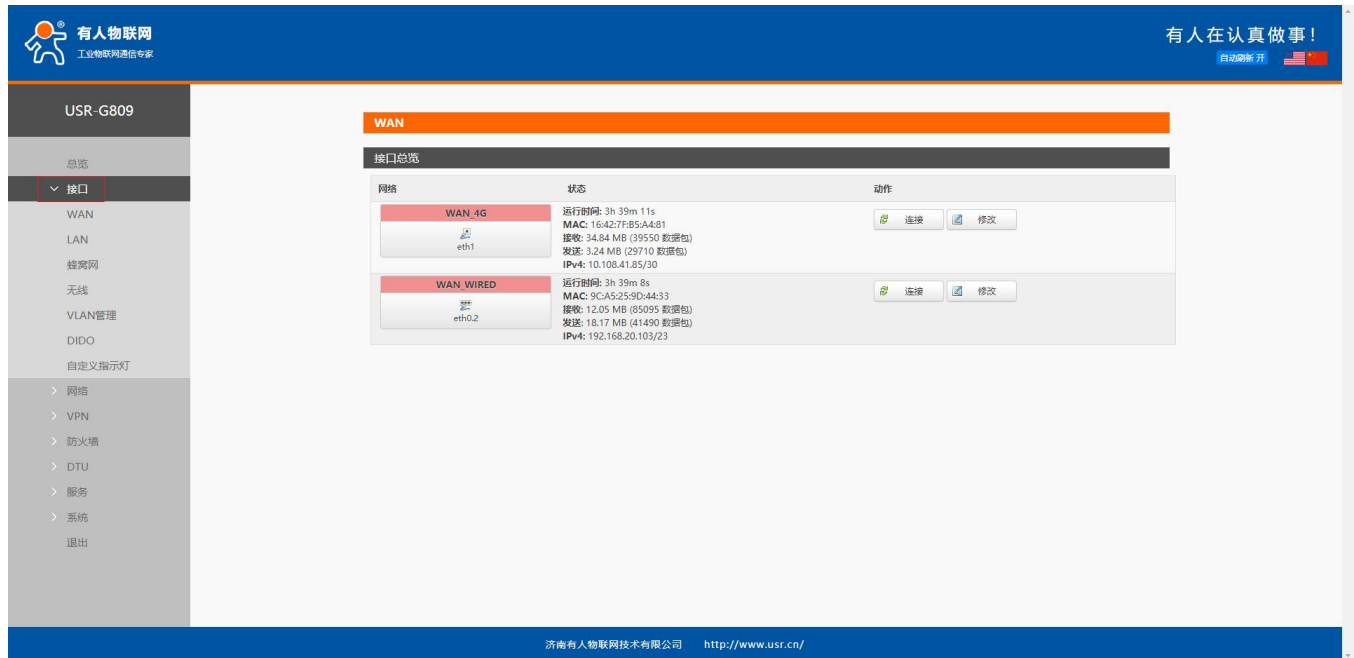 有人物联网
工业物联网通信专家
有人在认真做事！
自动刷新 开
USR-G809
总览
接口
WAN
LAN
蜂窝网
无线
VLAN管理
DIDO
自定义指示灯
网络
VPN
防火墙
DTU
服务
系统
退出
WAN
接口总览
网络 状态 动作
WAN_4G
eth1
运行时间: 3h 39m 11s
MAC: 16:42:7F:B5:A4:81
接收: 34.84 MB (39550 数据包)
发送: 3.24 MB (29710 数据包)
IPv4: 10.108.41.85/30
连接 修改
WAN_WIRED
eth0.2
运行时间: 3h 39m 8s
MAC: 9C:A5:25:9D:44:33
接收: 12.05 MB (85095 数据包)
发送: 18.17 MB (41490 数据包)
IPv4: 192.168.20.103/23
连接 修改
济南有人物联网技术有限公司 http://www.usr.cn/